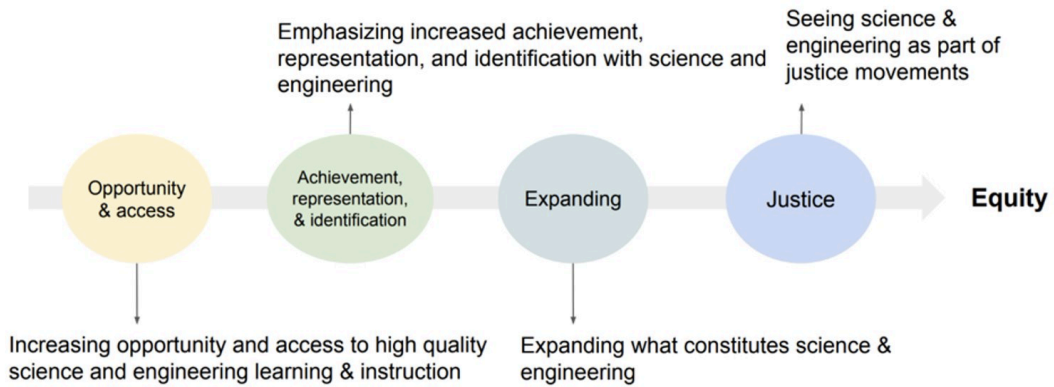 Emphasizing increased achievement,
representation, and identification with science and
engineering
Seeing science &
engineering as part of
justice movements
Opportunity
& access
Achievement,
representation,
& identification
Expanding
Justice
Equity
Increasing opportunity and access to high quality
science and engineering learning & instruction
Expanding what constitutes science &
engineering